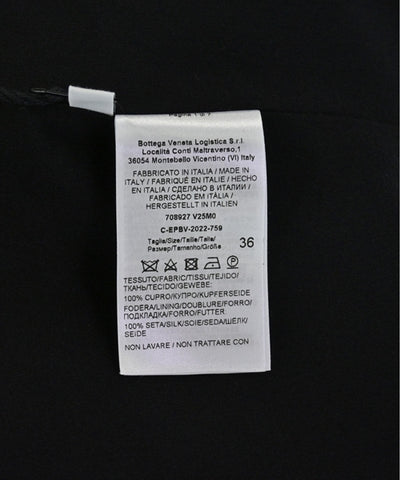 Bottega Veneta Logistica S.r.l.
Località Conti Maltraverso,1
36054 Montebello Vicentino (VI) Italy
FABBRICATO IN ITALIA / MADE IN
ITALY / FABRIQUÉ EN ITALIE / HECHO
EN ITALIA / СДЕЛАНО В ИТАЛИИ /
FABRICADO EM ITÁLIA /
HERGESTELLT IN ITALIEN
708927 V25M0
C-EPBV-2022-759
Taglia/Size/Taille/Talla/
Размер/Tamanho/Größe
36
TESSUTO/FABRIC/TISSU/TEJIDO/
ТКАНЬ/TECIDO/GEWEBE:
100% CUPRO/КУПРО/KUPFERSEIDE
FODERA/LINING/DOUBLURE/FORRO/
ПОДКЛАДКА/FORRO/FUTTER:
100% SETA/SILK/SOIE/SEDA/ШЁЛК/
SEIDE
NON LAVARE / NON TRATTARE CON